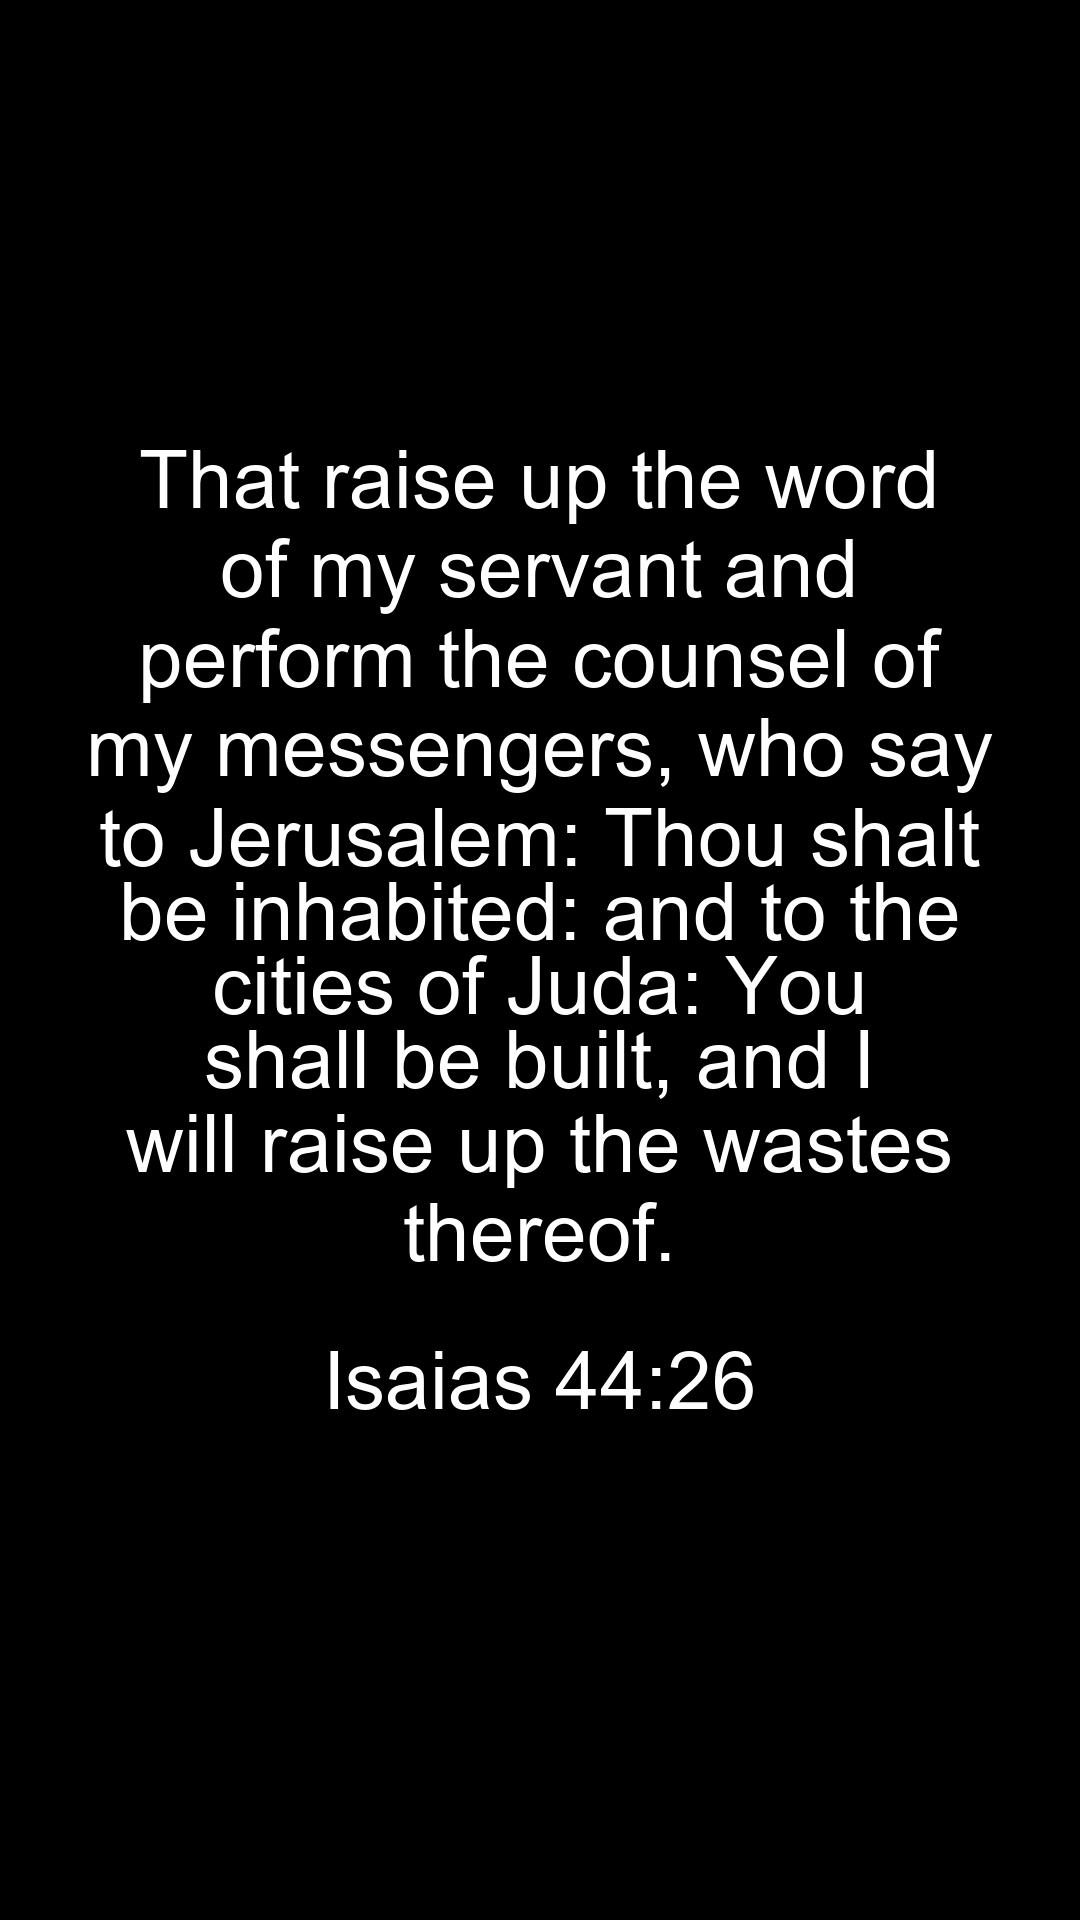 That raise up the word
of my servant and
perform the counsel of
my messengers, who say
to Jerusalem: Thou shalt
be inhabited: and to the
cities of Juda: You
shall be built, and I
will raise up the wastes
thereof.
Isaias 44:26